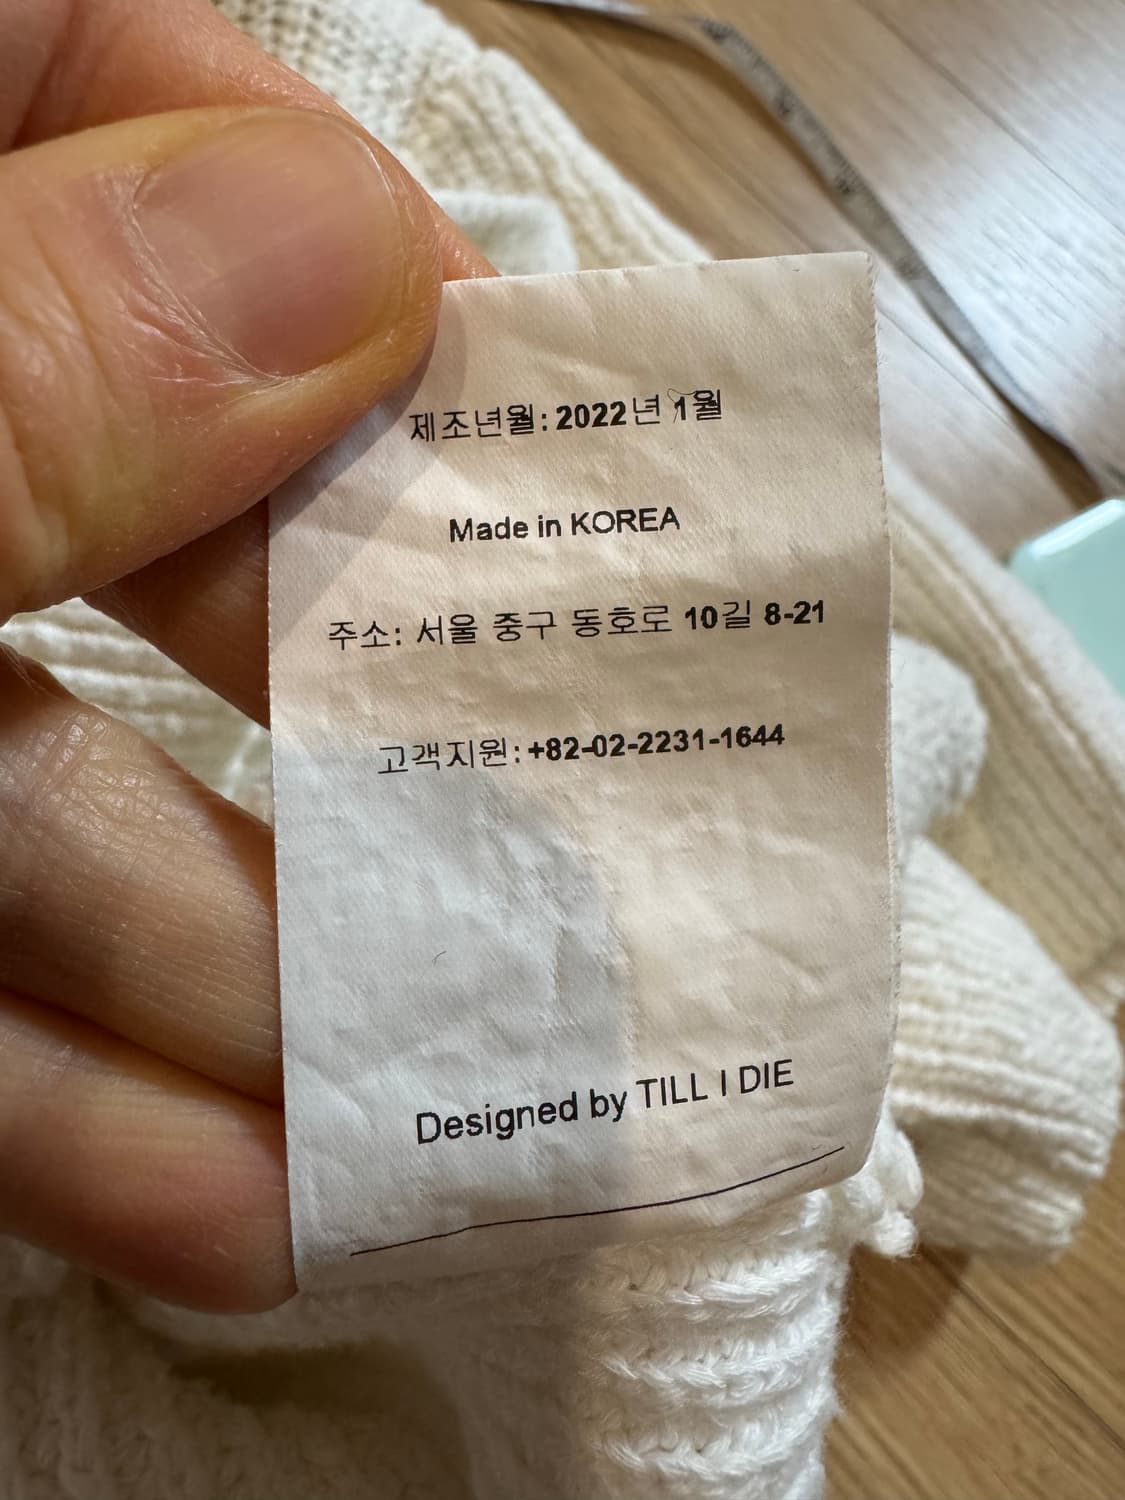 제조년월: 2022년 1월
Made in KOREA
주소: 서울 중구 동호로 10길 8-21
고객지원: +82-02-2231-1644
Designed by TILL I DIE